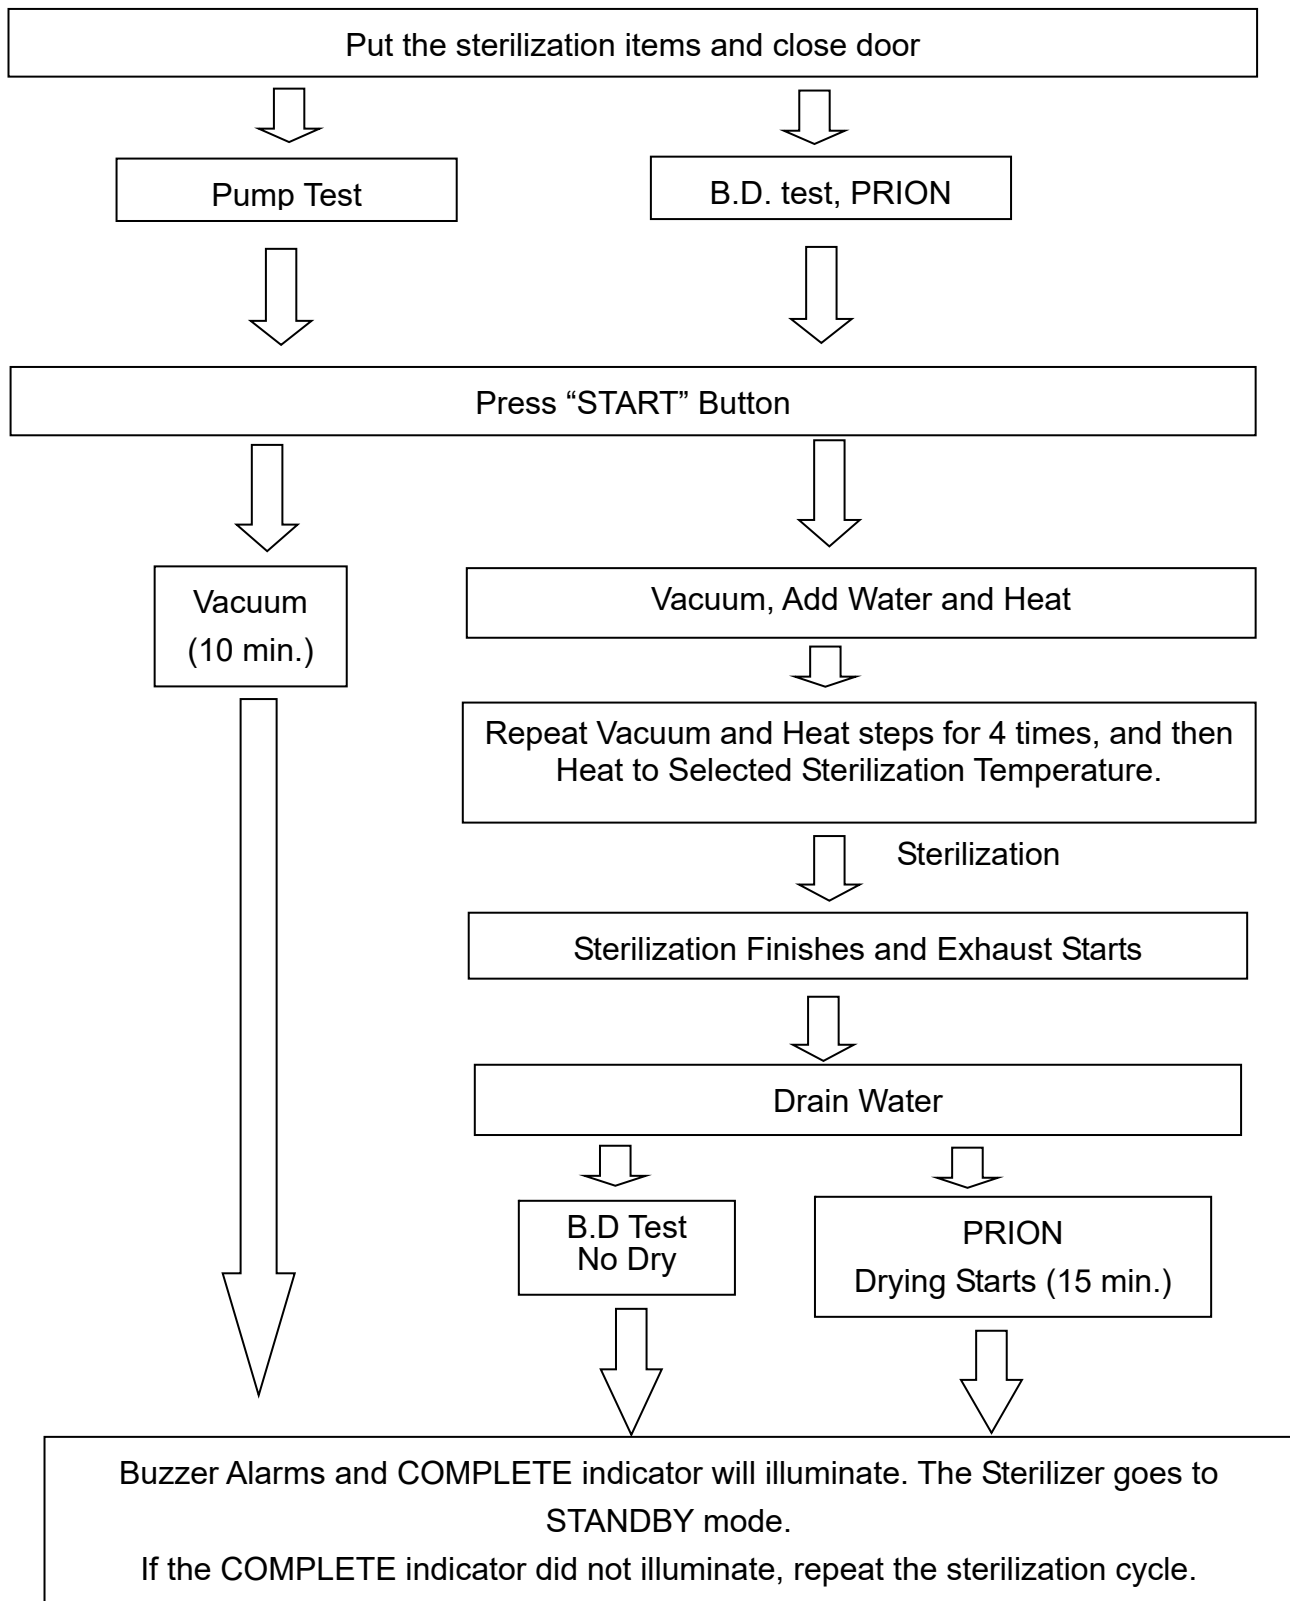 Put the sterilization items and close door
Pump Test
B.D. test, PRION
Press “START” Button
Vacuum
(10 min.)
Vacuum, Add Water and Heat
Repeat Vacuum and Heat steps for 4 times, and then
Heat to Selected Sterilization Temperature.
Sterilization
Sterilization Finishes and Exhaust Starts
Drain Water
B.D Test
No Dry
PRION
Drying Starts (15 min.)
Buzzer Alarms and COMPLETE indicator will illuminate. The Sterilizer goes to
STANDBY mode.
If the COMPLETE indicator did not illuminate, repeat the sterilization cycle.